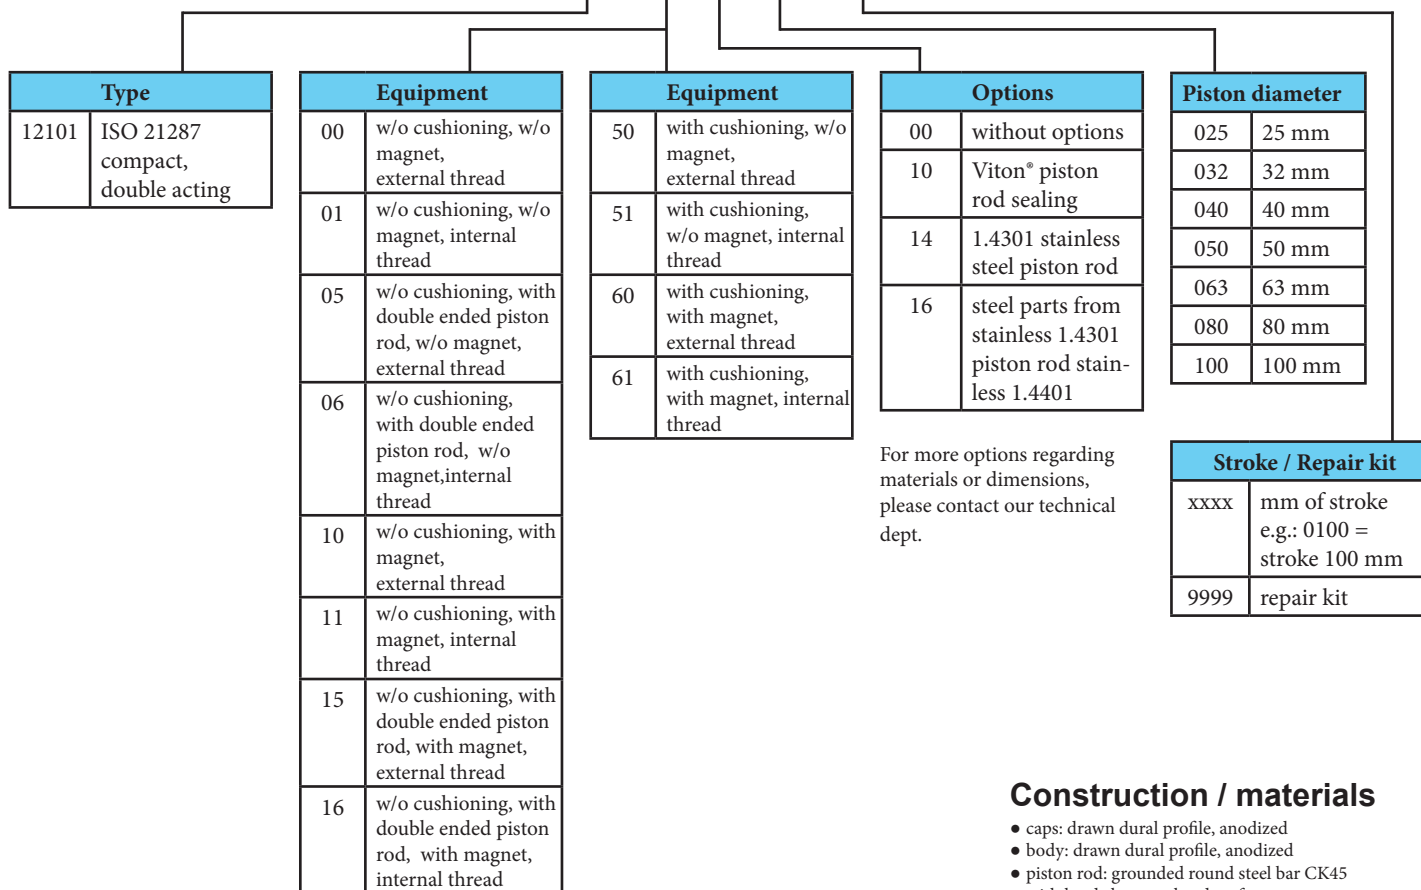 Type
12101 ISO 21287
compact,
double acting
Equipment
00 w/o cushioning, w/o
magnet,
external thread
01 w/o cushioning, w/o
magnet, internal
thread
05 w/o cushioning, with
double ended piston
rod, w/o magnet,
external thread
06 w/o cushioning,
with double ended
piston rod, w/o
magnet,internal
thread
10 w/o cushioning, with
magnet,
external thread
11 w/o cushioning, with
magnet, internal
thread
15 w/o cushioning, with
double ended piston
rod, with magnet,
external thread
16 w/o cushioning, with
double ended piston
rod, with magnet,
internal thread
Equipment
50 with cushioning, w/o
magnet,
external thread
51 with cushioning,
w/o magnet, internal
thread
60 with cushioning,
with magnet,
external thread
61 with cushioning,
with magnet, internal
thread
Options
00 without options
10 Viton® piston
rod sealing
14 1.4301 stainless
steel piston rod
16 steel parts from
stainless 1.4301
piston rod stain-
less 1.4401
For more options regarding
materials or dimensions,
please contact our technical
dept.
Piston diameter
025 25 mm
032 32 mm
040 40 mm
050 50 mm
063 63 mm
080 80 mm
100 100 mm
Stroke / Repair kit
xxxx mm of stroke
e.g.: 0100 =
stroke 100 mm
9999 repair kit
Construction / materials
● caps: drawn dural profile, anodized
● body: drawn dural profile, anodized
● piston rod: grounded round steel bar CK45